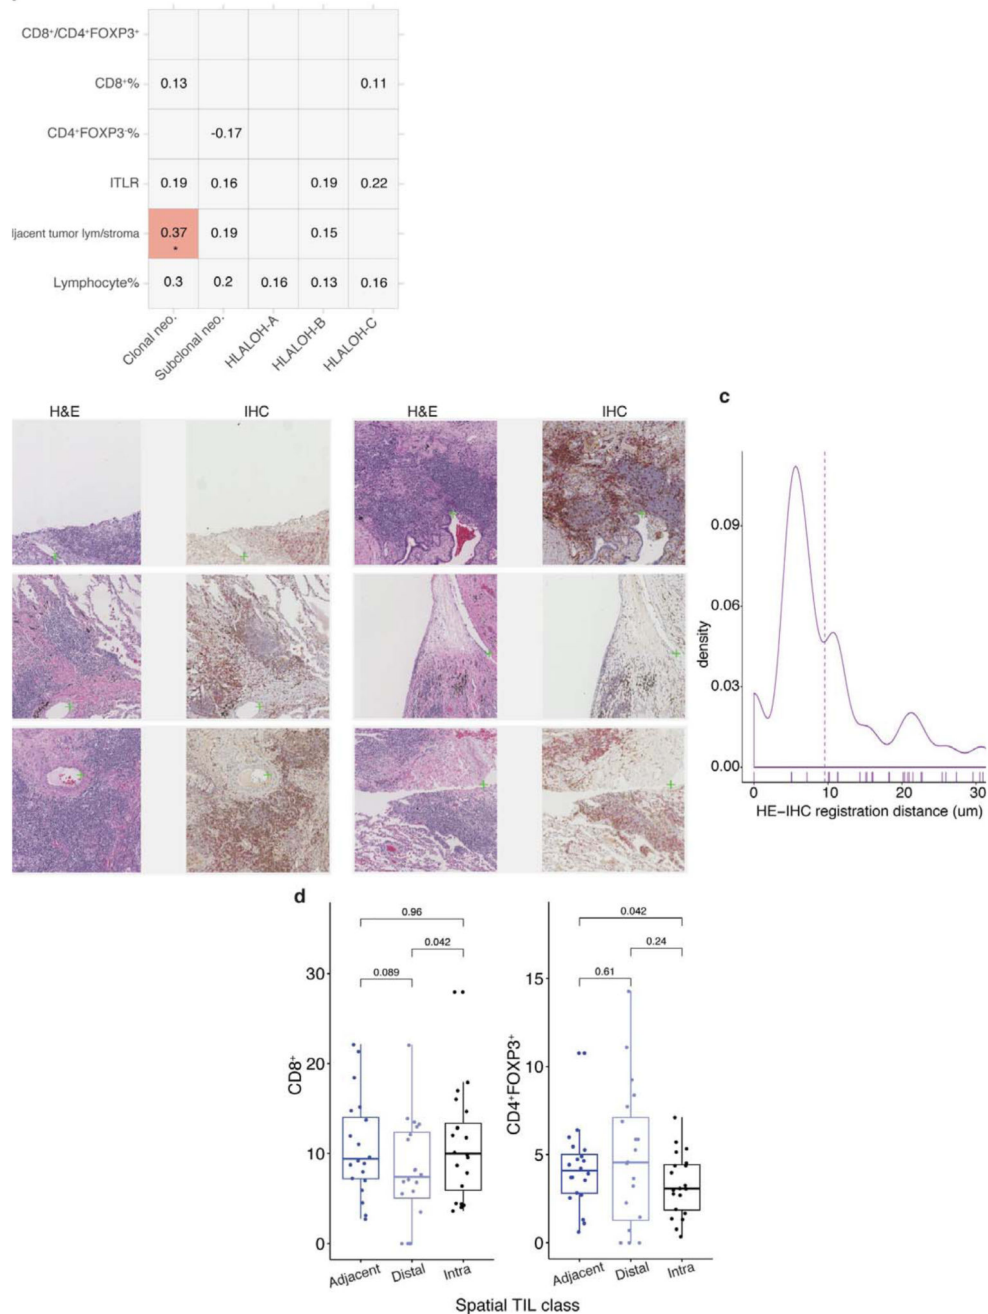 CD8⁺/CD4⁺FOXP3⁺
CD8⁺% 0.13 0.11
CD4⁺FOXP3⁻% -0.17
ITLR 0.19 0.16 0.19 0.22
jacent tumor lym/stroma 0.37 0.19 0.15
*
Lymphocyte% 0.3 0.2 0.16 0.13 0.16
Clonal neo. Subclonal neo. HLALOH-A HLALOH-B HLALOH-C
H&E IHC H&E IHC
c
density
0.09
0.06
0.03
0.00
0 10 20 30
HE−IHC registration distance (um)
d
CD8⁺
0.96
0.042
0.089
30
20
10
0
Adjacent Distal Intra
CD4⁺FOXP3⁺
0.042
0.24
0.61
15
10
5
0
Adjacent Distal Intra
Spatial TIL class